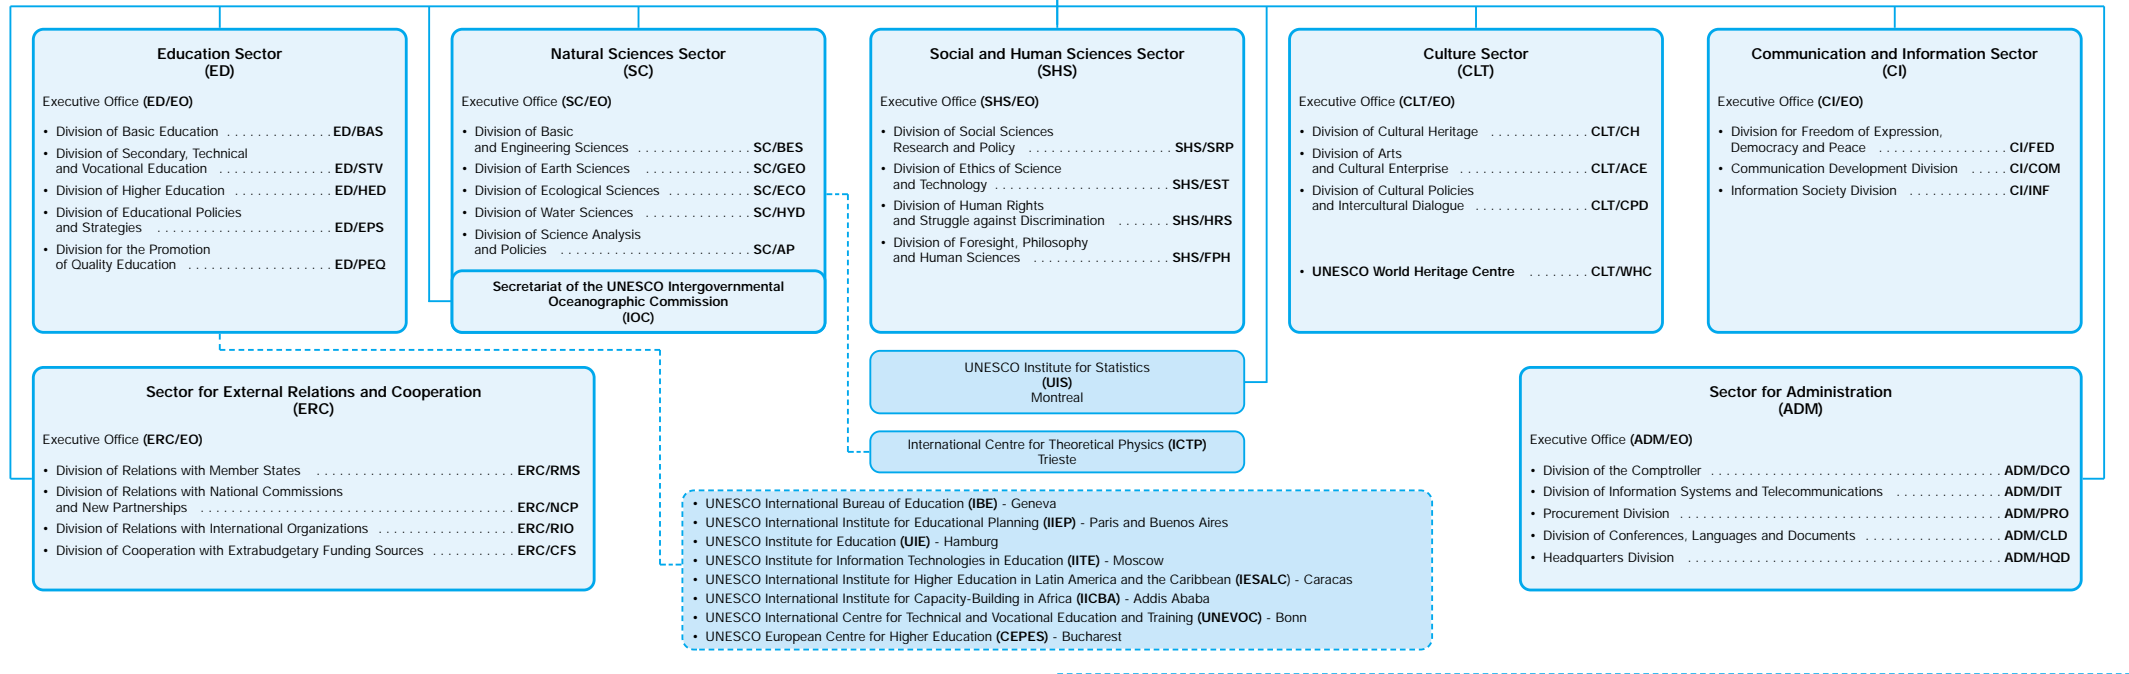 Education Sector
(ED)
Executive Office (ED/EO)
• Division of Basic Education . . . . . . . . . . . . . . ED/BAS
• Division of Secondary, Technical
and Vocational Education . . . . . . . . . . . . . . . . ED/STV
• Division of Higher Education . . . . . . . . . . . . . ED/HED
• Division of Educational Policies
and Strategies . . . . . . . . . . . . . . . . . . . . . . . ED/EPS
• Division for the Promotion
of Quality Education . . . . . . . . . . . . . . . . . . . ED/PEQ
Natural Sciences Sector
(SC)
Executive Office (SC/EO)
• Division of Basic
and Engineering Sciences . . . . . . . . . . . . . . . SC/BES
• Division of Earth Sciences . . . . . . . . . . . . . . SC/GEO
• Division of Ecological Sciences . . . . . . . . . . . SC/ECO
• Division of Water Sciences . . . . . . . . . . . . . . SC/HYD
• Division of Science Analysis
and Policies . . . . . . . . . . . . . . . . . . . . . . . . . SC/AP
Secretariat of the UNESCO Intergovernmental
Oceanographic Commission
(IOC)
Social and Human Sciences Sector
(SHS)
Executive Office (SHS/EO)
• Division of Social Sciences
Research and Policy . . . . . . . . . . . . . . . . . . . SHS/SRP
• Division of Ethics of Science
and Technology . . . . . . . . . . . . . . . . . . . . . . . SHS/EST
• Division of Human Rights
and Struggle against Discrimination . . . . . . . SHS/HRS
• Division of Foresight, Philosophy
and Human Sciences . . . . . . . . . . . . . . . . . . SHS/FPH
Culture Sector
(CLT)
Executive Office (CLT/EO)
• Division of Cultural Heritage . . . . . . . . . . . . . CLT/CH
• Division of Arts
and Cultural Enterprise . . . . . . . . . . . . . . . . . CLT/ACE
• Division of Cultural Policies
and Intercultural Dialogue . . . . . . . . . . . . . . . CLT/CPD
• UNESCO World Heritage Centre . . . . . . . . CLT/WHC
Communication and Information Sector
(CI)
Executive Office (CI/EO)
• Division for Freedom of Expression,
Democracy and Peace . . . . . . . . . . . . . . . . . CI/FED
• Communication Development Division . . . . . CI/COM
• Information Society Division . . . . . . . . . . . . . CI/INF
UNESCO Institute for Statistics
(UIS)
Montreal
International Centre for Theoretical Physics (ICTP)
Trieste
Sector for External Relations and Cooperation
(ERC)
Executive Office (ERC/EO)
• Division of Relations with Member States . . . . . . . . . . . . . . . . . . . . . . . . . . ERC/RMS
• Division of Relations with National Commissions
and New Partnerships . . . . . . . . . . . . . . . . . . . . . . . . . . . . . . . . . . . . . . . . . ERC/NCP
• Division of Relations with International Organizations . . . . . . . . . . . . . . . . . . ERC/RIO
• Division of Cooperation with Extrabudgetary Funding Sources . . . . . . . . . . . ERC/CFS
• UNESCO International Bureau of Education (IBE) - Geneva
• UNESCO International Institute for Educational Planning (IIEP) - Paris and Buenos Aires
• UNESCO Institute for Education (UIE) - Hamburg
• UNESCO Institute for Information Technologies in Education (IITE) - Moscow
• UNESCO International Institute for Higher Education in Latin America and the Caribbean (IESALC) - Caracas
• UNESCO International Institute for Capacity-Building in Africa (IICBA) - Addis Ababa
• UNESCO International Centre for Technical and Vocational Education and Training (UNEVOC) - Bonn
• UNESCO European Centre for Higher Education (CEPES) - Bucharest
Sector for Administration
(ADM)
Executive Office (ADM/EO)
• Division of the Comptroller . . . . . . . . . . . . . . . . . . . . . . . . . . . . . . . . . . . . . . ADM/DCO
• Division of Information Systems and Telecommunications . . . . . . . . . . . . . . ADM/DIT
• Procurement Division . . . . . . . . . . . . . . . . . . . . . . . . . . . . . . . . . . . . . . . . . . ADM/PRO
• Division of Conferences, Languages and Documents . . . . . . . . . . . . . . . . . . ADM/CLD
• Headquarters Division . . . . . . . . . . . . . . . . . . . . . . . . . . . . . . . . . . . . . . . . . ADM/HQD